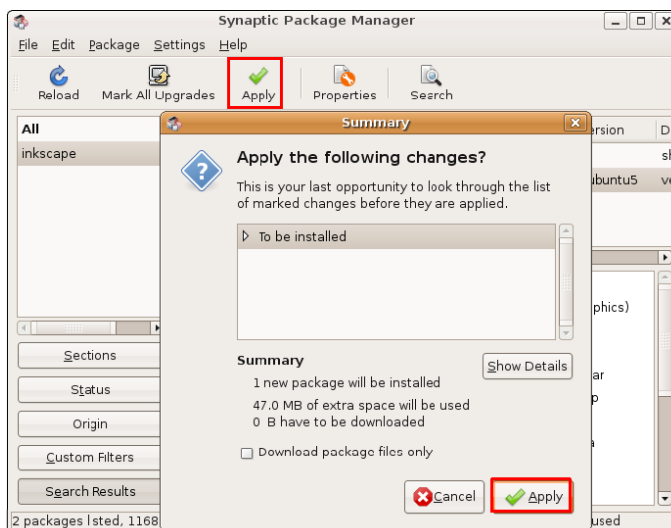 Synaptic Package Manager
File Edit Package Settings Help
Reload Mark All Upgrades Apply Properties Search
All
inkscape
Summary
Apply the following changes?
This is your last opportunity to look through the list
of marked changes before they are applied.
To be installed
Summary
Show Details
1 new package will be installed
47.0 MB of extra space will be used
0 B have to be downloaded
Download package files only
Cancel Apply
ersion D
sh
ubuntu5 ve
phics)
ar
p
Sections
Status
Origin
Custom Filters
Search Results
2 packages listed, 1168
used